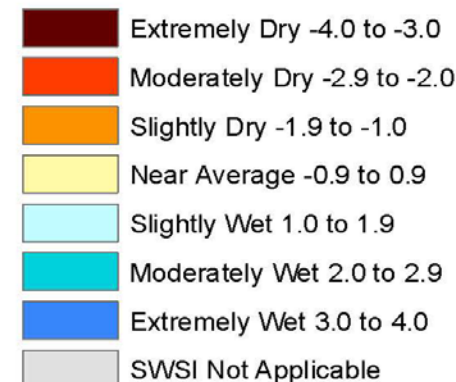 Extremely Dry -4.0 to -3.0
Moderately Dry -2.9 to -2.0
Slightly Dry -1.9 to -1.0
Near Average -0.9 to 0.9
Slightly Wet 1.0 to 1.9
Moderately Wet 2.0 to 2.9
Extremely Wet 3.0 to 4.0
SWSI Not Applicable